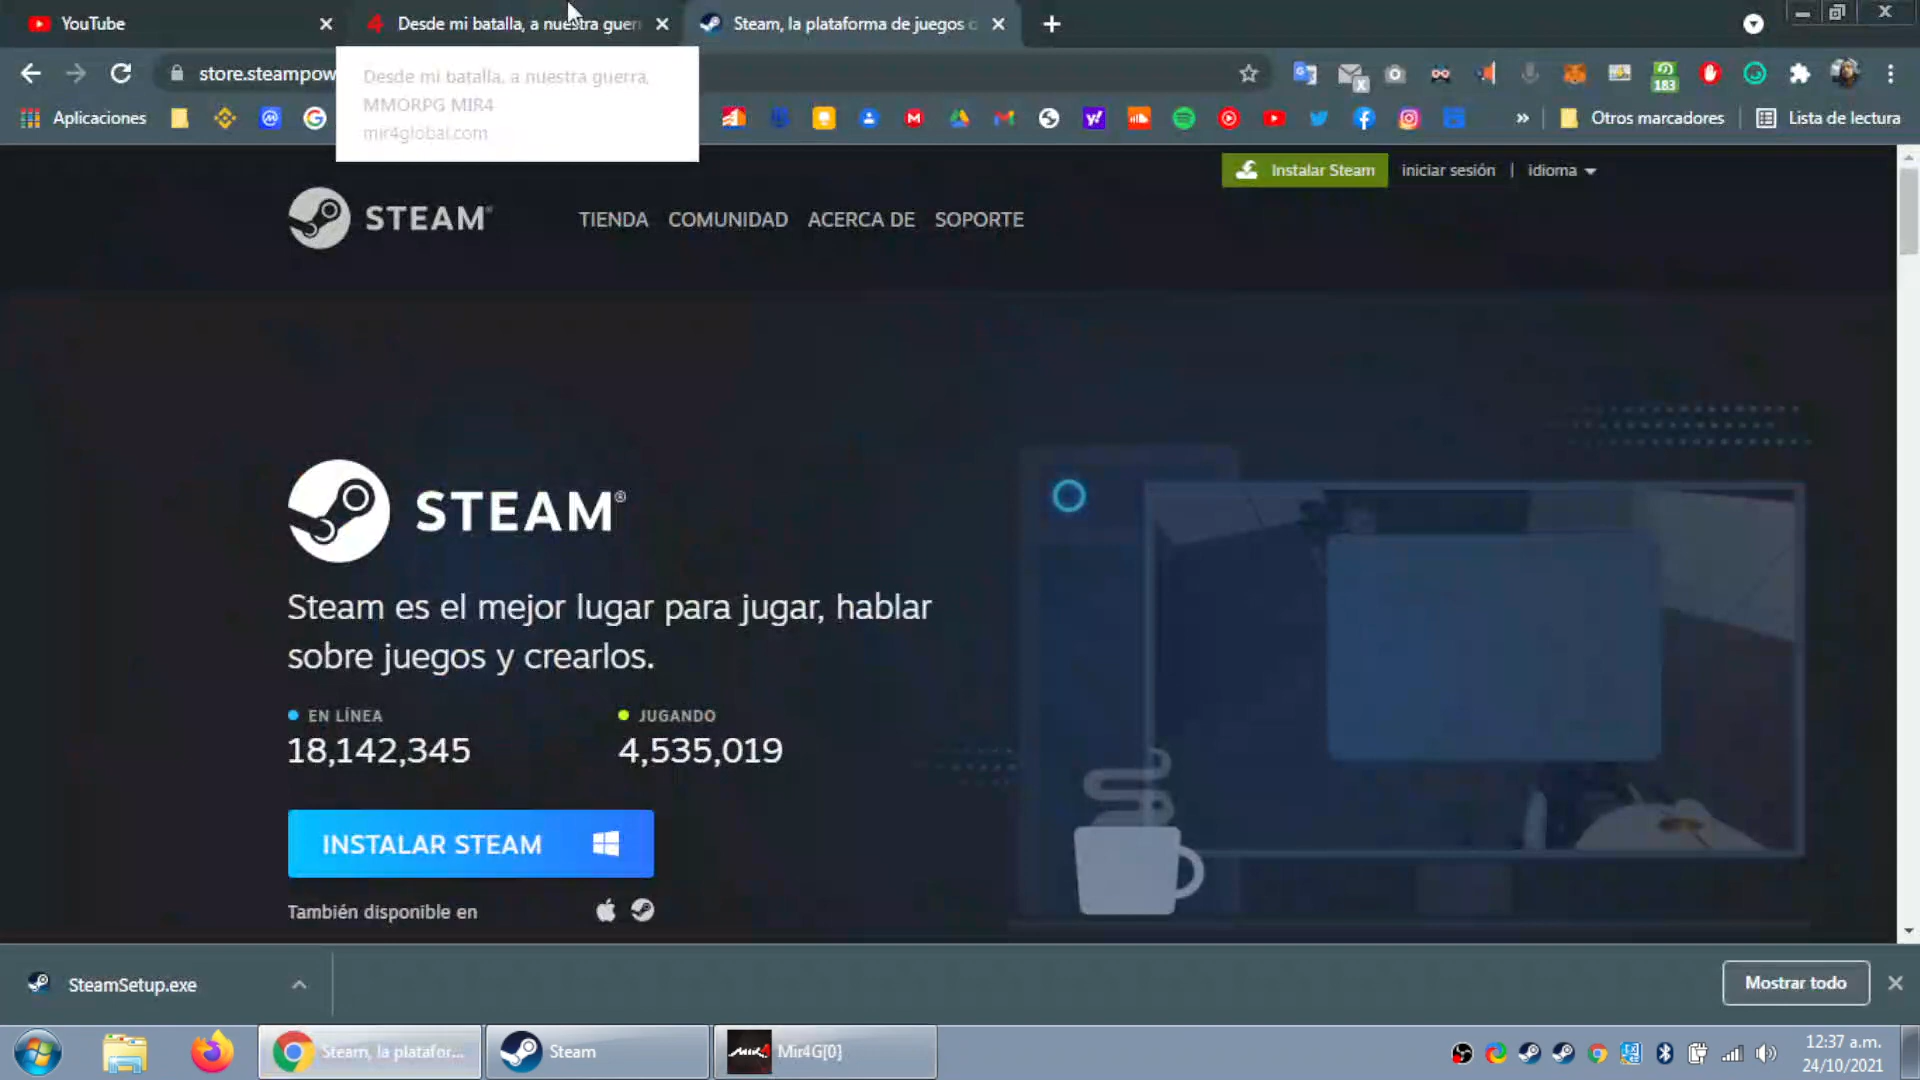 YouTube
Desde mi batalla, a nuestra guer
Steam, la plataforma de juegos
store.steampow
Desde mi batalla, a nuestra guerra,
MMORPG MIR4
mir4global.com
183
Aplicaciones
»
Otros marcadores
Lista de lectura
Instalar Steam
iniciar sesión
|
idioma
STEAM®
TIENDA
COMUNIDAD
ACERCA DE
SOPORTE
STEAM®
Steam es el mejor lugar para jugar, hablar
sobre juegos y crearlos.
EN LÍNEA
JUGANDO
18,142,345
4,535,019
INSTALAR STEAM
También disponible en
SteamSetup.exe
Mostrar todo
Steam, la platafor...
Steam
Mir4G[0]
12:37 a.m.
24/10/2021